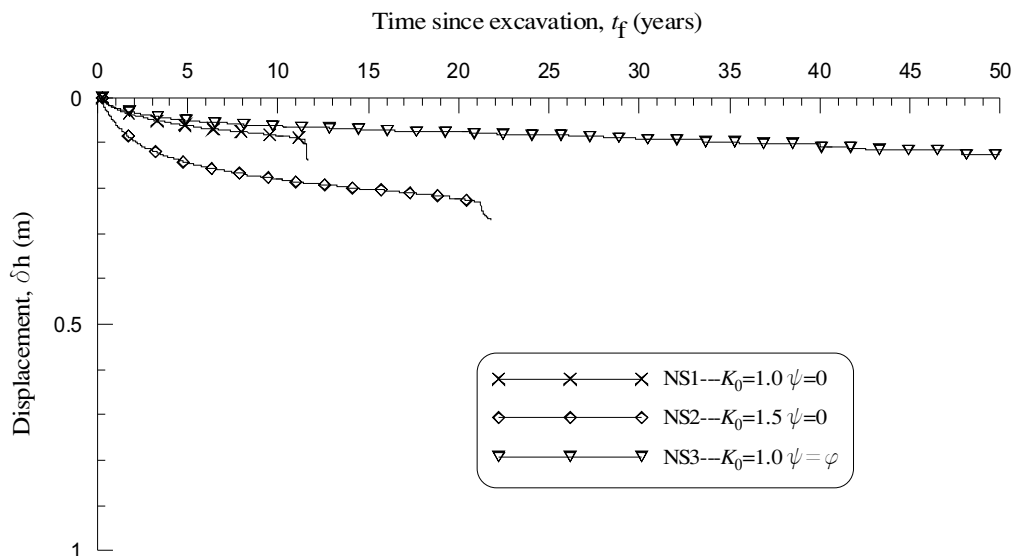 Time since excavation, tf (years)
0 5 10 15 20 25 30 35 40 45 50
0
0.5
1
Displacement, δh (m)
NS1---K0=1.0 ψ=0
NS2---K0=1.5 ψ=0
NS3---K0=1.0 ψ=φ